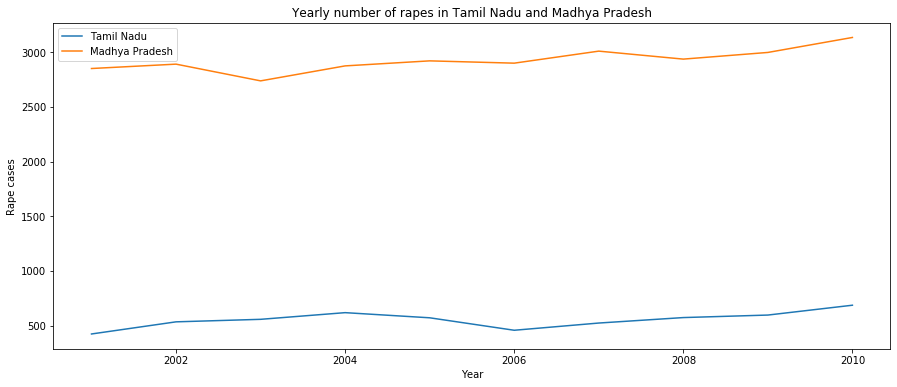 Yearly number of rapes in Tamil Nadu and Madhya Pradesh
Tamil Nadu
Madhya Pradesh
3000
2500
2000
1500
1000
500
Rape cases
2002
2004
2006
2008
2010
Year